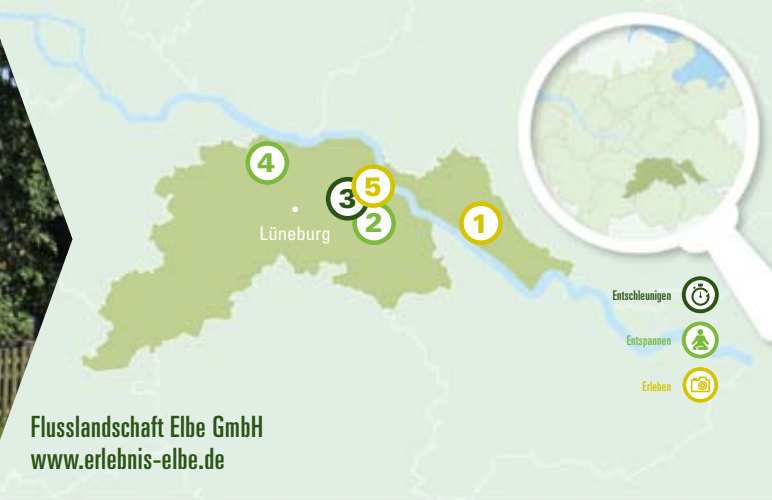 4
5
3
2
1
Lüneburg
Entschleunigen
Entspannen
Erleben
Flusslandschaft Elbe GmbH
www.erlebnis-elbe.de